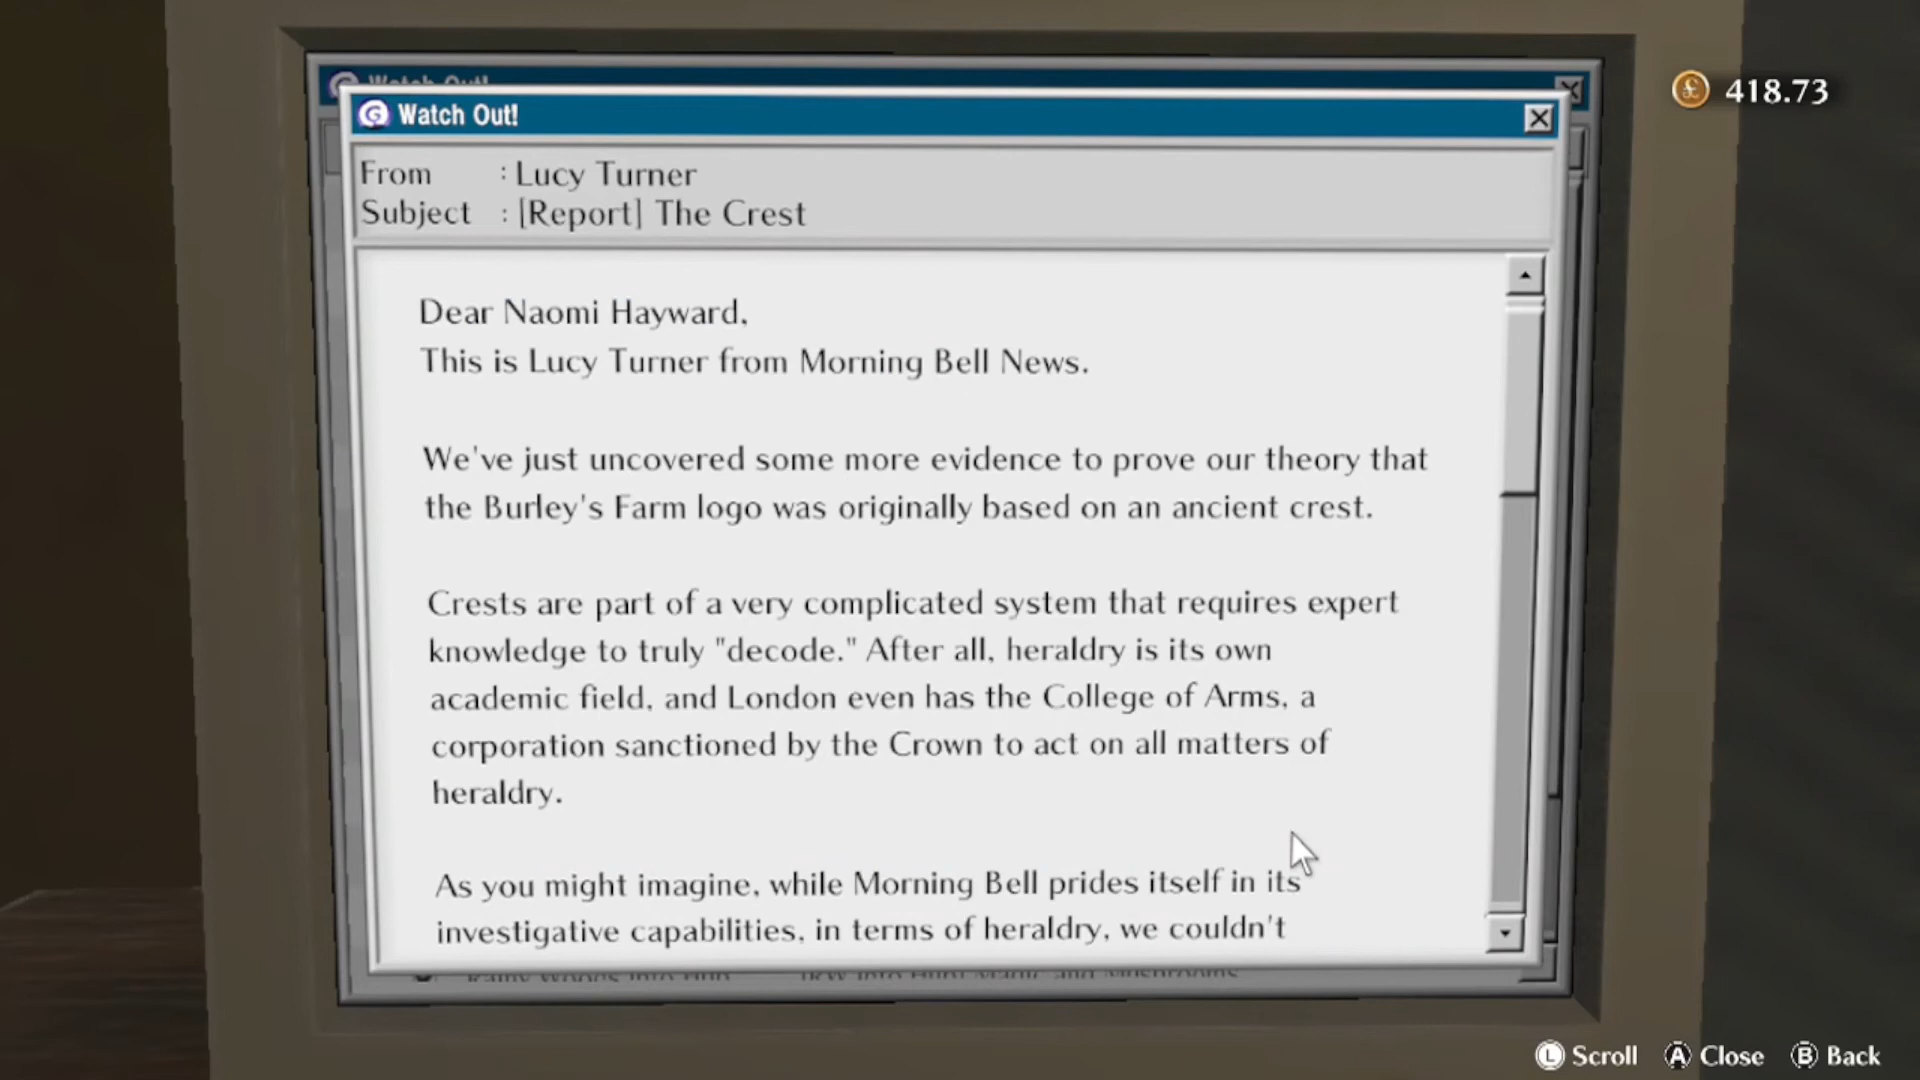 Watch Out!
418.73
Watch Out!
From : Lucy Turner
Subject : [Report] The Crest
Dear Naomi Hayward,
This is Lucy Turner from Morning Bell News.
We've just uncovered some more evidence to prove our theory that
the Burley's Farm logo was originally based on an ancient crest.
Crests are part of a very complicated system that requires expert
knowledge to truly "decode." After all, heraldry is its own
academic field, and London even has the College of Arms, a
corporation sanctioned by the Crown to act on all matters of
heraldry.
As you might imagine, while Morning Bell prides itself in its
investigative capabilities, in terms of heraldry, we couldn't
L Scroll A Close B Back